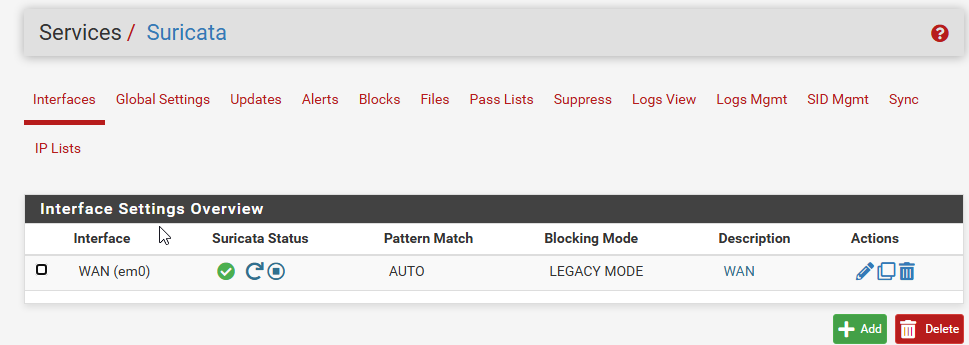 Services / Suricata
Interfaces Global Settings Updates Alerts Blocks Files Pass Lists Suppress Logs View Logs Mgmt SID Mgmt Sync
IP Lists
Interface Settings Overview
Interface Suricata Status Pattern Match Blocking Mode Description Actions
WAN (em0) AUTO LEGACY MODE WAN
Add Delete